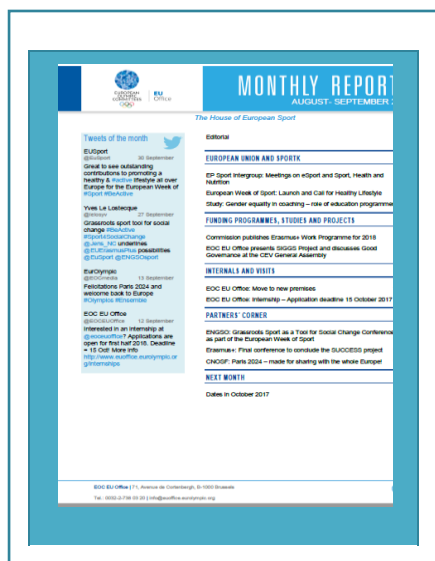 EUROPEAN
OLYMPIC
COMMITTEES
EU
Office
MONTHLY REPORT
AUGUST- SEPTEMBER
The House of European Sport
Tweets of the month
EUSport
@EuSport 30 September
Great to see outstanding
contributions to promoting a
healthy & #active lifestyle all over
Europe for the European Week of
#Sport #BeActive
Yves Le Lostecque
27 September
Grassroots sport tool for social
change #BeActive
#Sport4SocialChange
@Jens_NC underlines
@EUErasmusPlus possibilities
@EuSport @ENGSOsport
EurOlympic
@EOCmedia 13 September
Felicitations Paris 2024 and
welcome back to Europe
#Olympics #Ensemble
EOC EU Office
@EOCEUOffice 12 September
Interested in an internship at
@eoceuoffice? Applications are
open for first half 2018. Deadline
= 15 Oct! More info
http://www.euoffice.eurolympic.or
g/internships
Editorial
EUROPEAN UNION AND SPORTK
EP Sport Intergroup: Meetings on eSport and Sport, Health and
Nutrition
European Week of Sport: Launch and Call for Healthy Lifestyle
Study: Gender equality in coaching – role of education programme
FUNDING PROGRAMMES, STUDIES AND PROJECTS
Commission publishes Erasmus+ Work Programme for 2018
EOC EU Office presents SIGGS Project and discusses Good
Governance at the CEV General Assembly
INTERNALS AND VISITS
EOC EU Office: Move to new premises
EOC EU Office: Internship – Application deadline 15 October 2017
PARTNERS' CORNER
ENGSO: Grassroots Sport as a Tool for Social Change Conference
as part of the European Week of Sport
Erasmus+: Final conference to conclude the SUCCESS project
CNOSF: Paris 2024 – made for sharing with the whole Europe!
NEXT MONTH
Dates in October 2017
EOC EU Office | 71, Avenue de Cortenbergh, B-1000 Brussels
Tel.: 0032-2-738 03 20 | info@euoffice.eurolympic.org